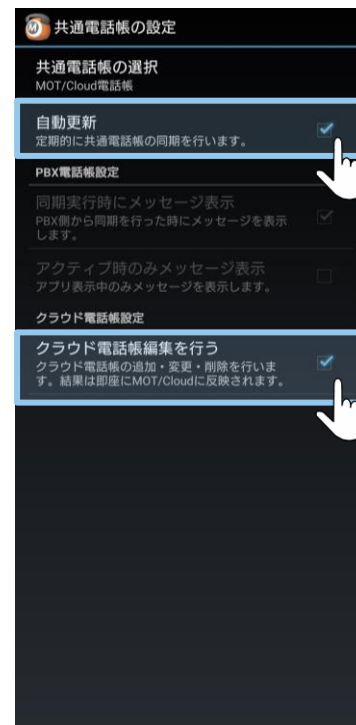 共通電話帳の設定
共通電話帳の選択
MOT/Cloud電話帳
自動更新
定期的に共通電話帳の同期を行います。
PBX電話帳設定
同期実行時にメッセージ表示
PBX側から同期を行った時にメッセージを表示
します。
アクティブ時のみメッセージ表示
アプリ表示中のみメッセージを表示します。
クラウド電話帳設定
クラウド電話帳編集を行う
クラウド電話帳の追加・変更・削除を行いま
す。結果は即座にMOT/Cloudに反映されます。